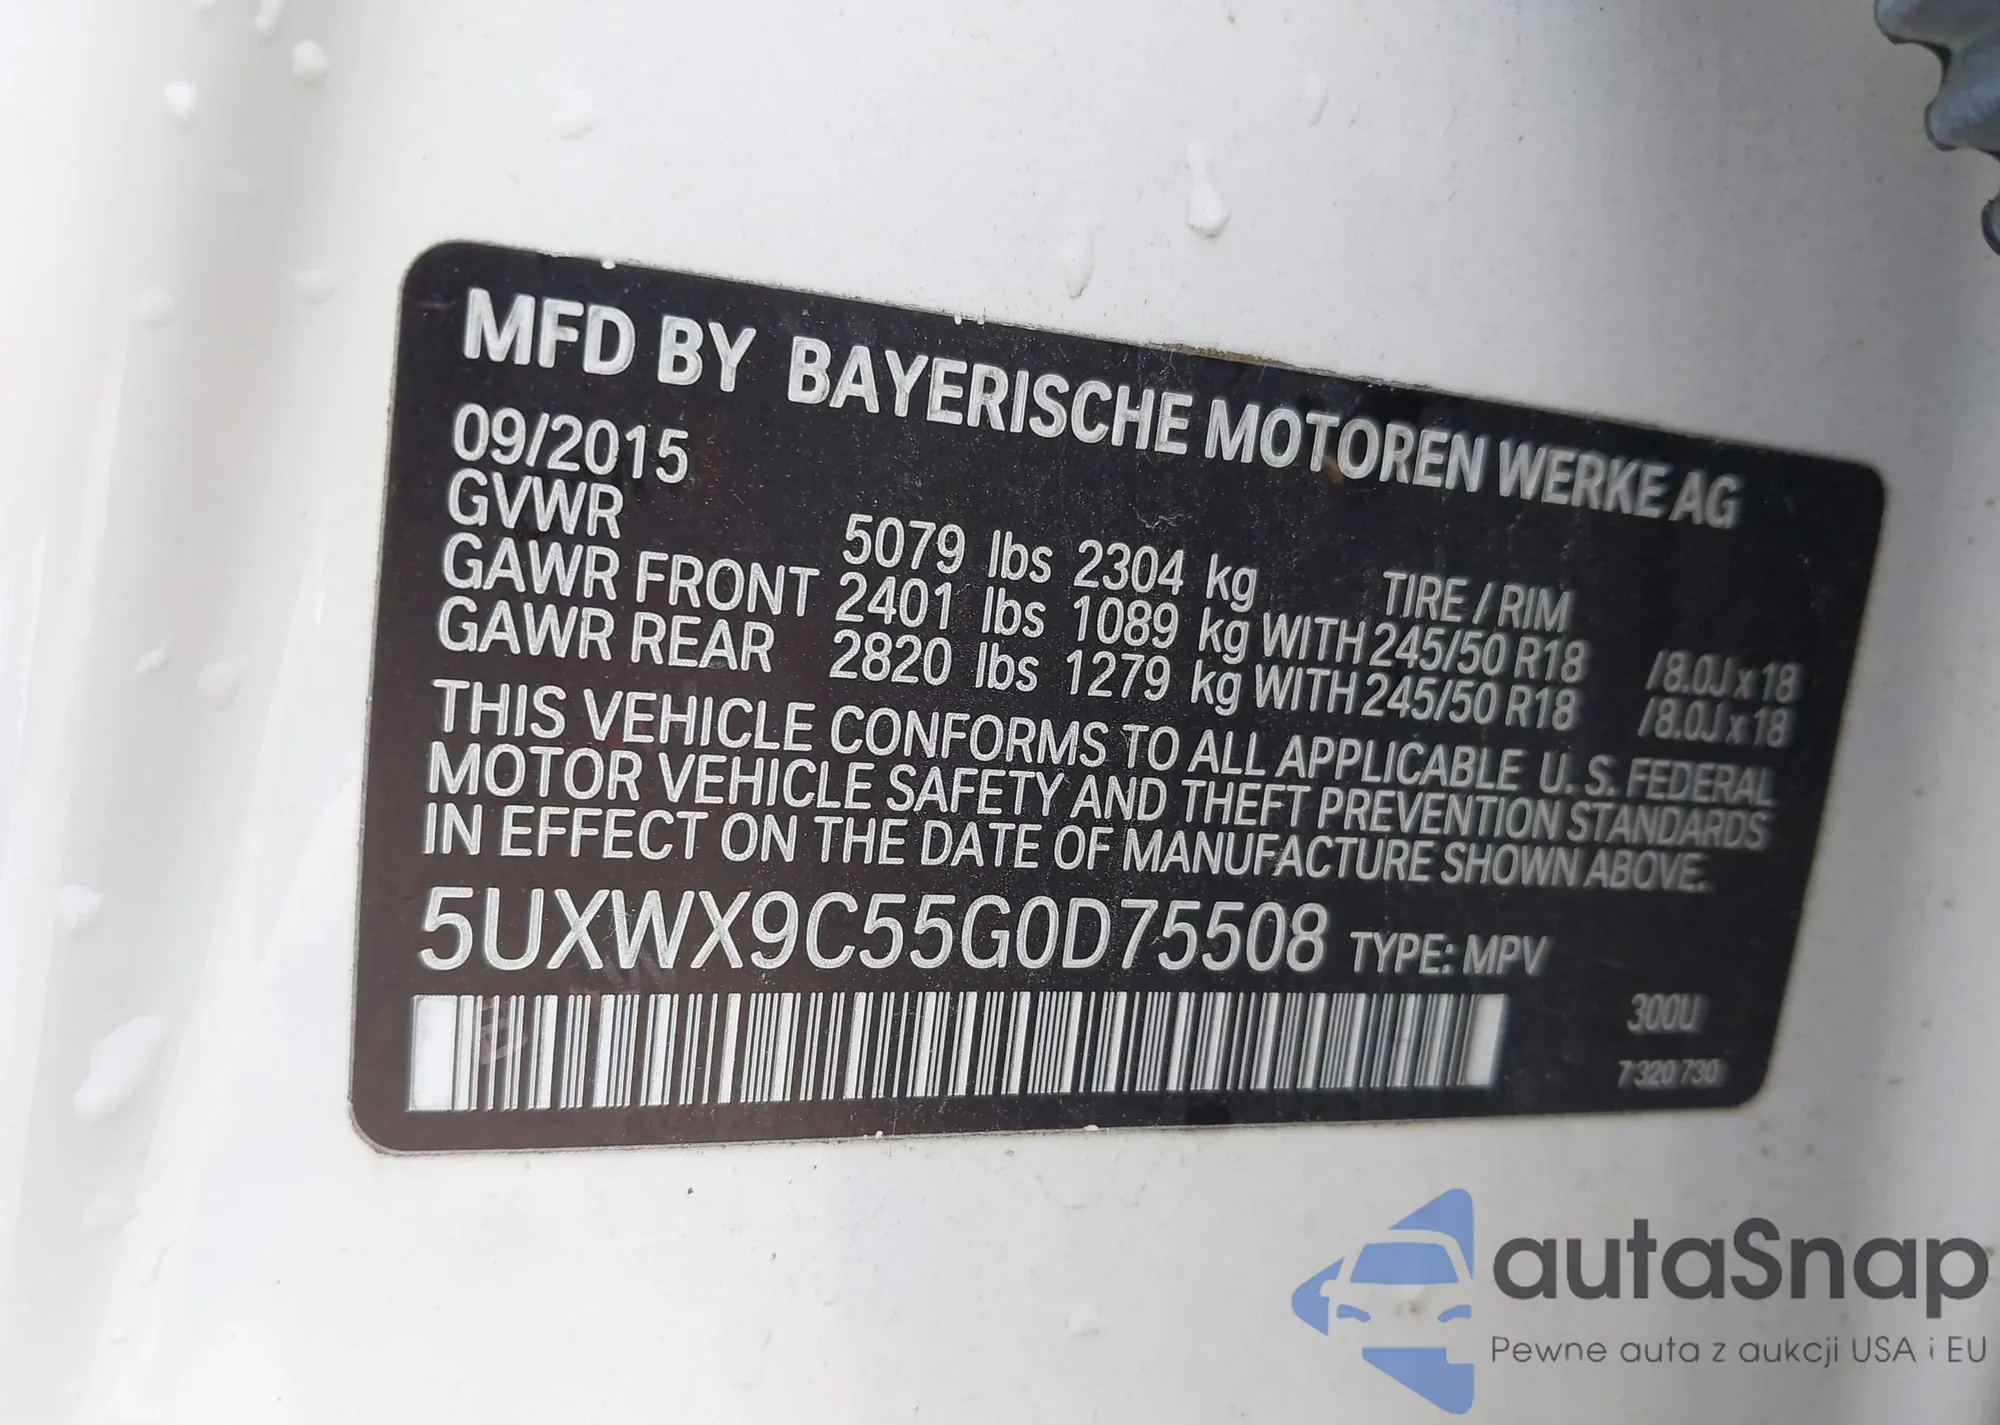 MFD BY BAYERISCHE MOTOREN WERKE AG
09/2015
GVWR 5079 lbs 2304 kg TIRE / RIM
GAWR FRONT 2401 lbs 1089 kg WITH 245/50 R18 /8.0J x 18
GAWR REAR 2820 lbs 1279 kg WITH 245/50 R18 /8.0J x 18
THIS VEHICLE CONFORMS TO ALL APPLICABLE U. S. FEDERAL
MOTOR VEHICLE SAFETY AND THEFT PREVENTION STANDARDS
IN EFFECT ON THE DATE OF MANUFACTURE SHOWN ABOVE.
5UXWX9C55G0D75508 TYPE: MPV
300U
7 320 730
autaSnap
Pewne auta z aukcji USA i EU